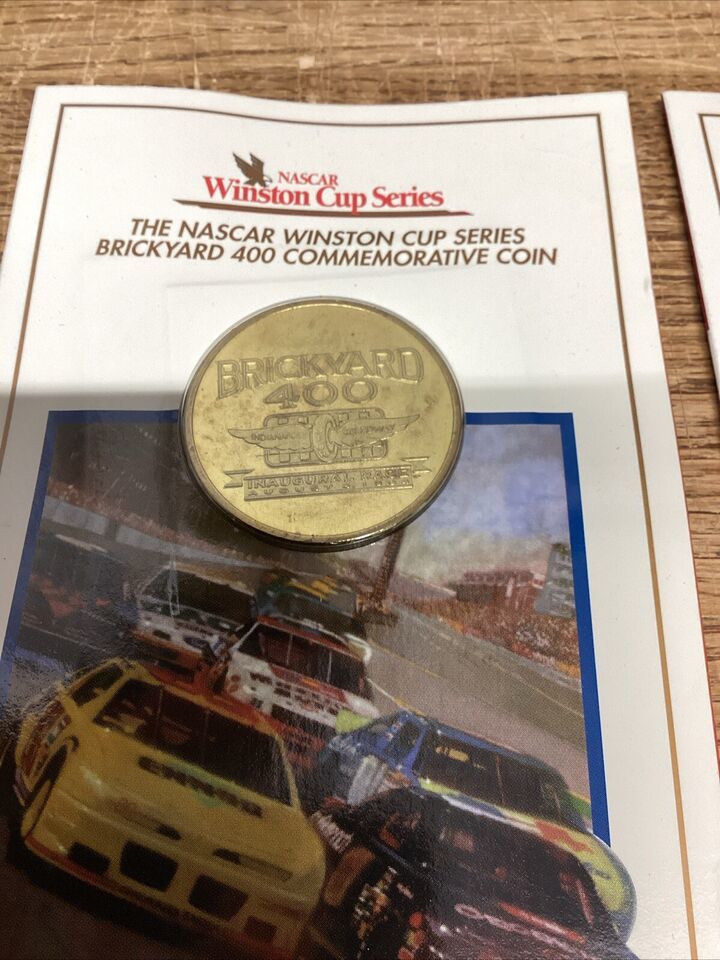 NASCAR
Winston Cup Series
THE NASCAR WINSTON CUP SERIES
BRICKYARD 400 COMMEMORATIVE COIN
BRICKYARD
400
INDIANAPOLIS SPEEDWAY
INAUGURAL RACE
AUGUST